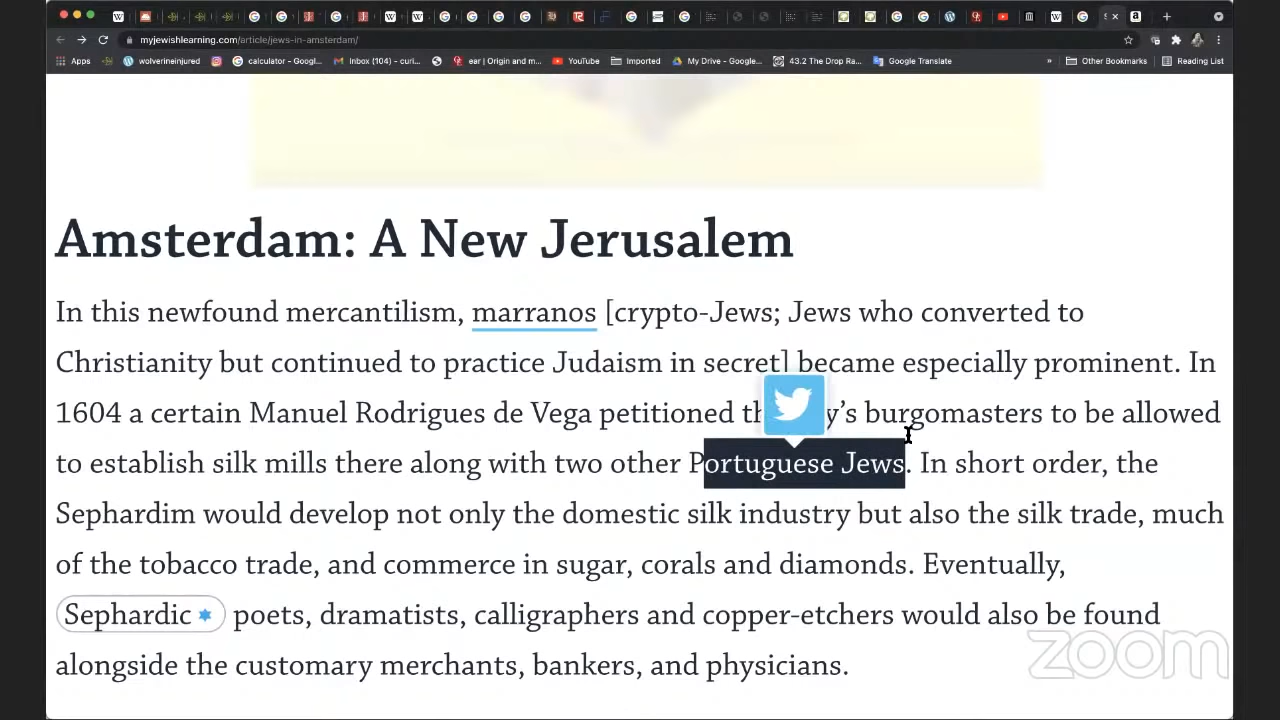 myjewishlearning.com/article/jews-in-amsterdam/
Apps wolverineinjured calculator - Googl... Inbox (104) - curi... ear | Origin and m... YouTube Imported My Drive - Google... 43.2 The Drop Ra... Google Translate » Other Bookmarks Reading List
Amsterdam: A New Jerusalem
In this newfound mercantilism, marranos [crypto-Jews; Jews who converted to
Christianity but continued to practice Judaism in secret] became especially prominent. In
1604 a certain Manuel Rodrigues de Vega petitioned th y’s burgomasters to be allowed
to establish silk mills there along with two other Portuguese Jews. In short order, the
Sephardim would develop not only the domestic silk industry but also the silk trade, much
of the tobacco trade, and commerce in sugar, corals and diamonds. Eventually,
Sephardic poets, dramatists, calligraphers and copper-etchers would also be found
alongside the customary merchants, bankers, and physicians.
zoom